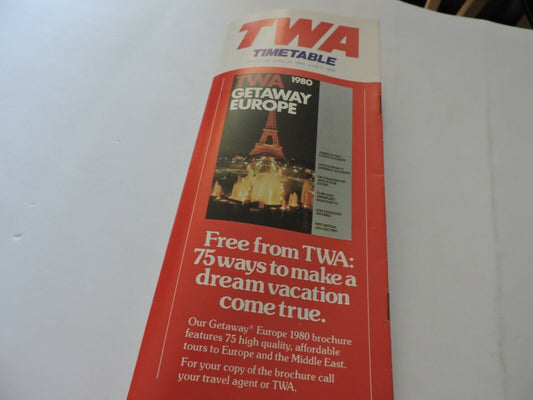 TWA
TIMETABLE
TWA 1980
GETAWAY
EUROPE
Free from TWA:
75 ways to make a
dream vacation
come true.
Our Getaway® Europe 1980 brochure
features 75 high quality, affordable
tours to Europe and the Middle East.
For your copy of the brochure call
your travel agent or TWA.